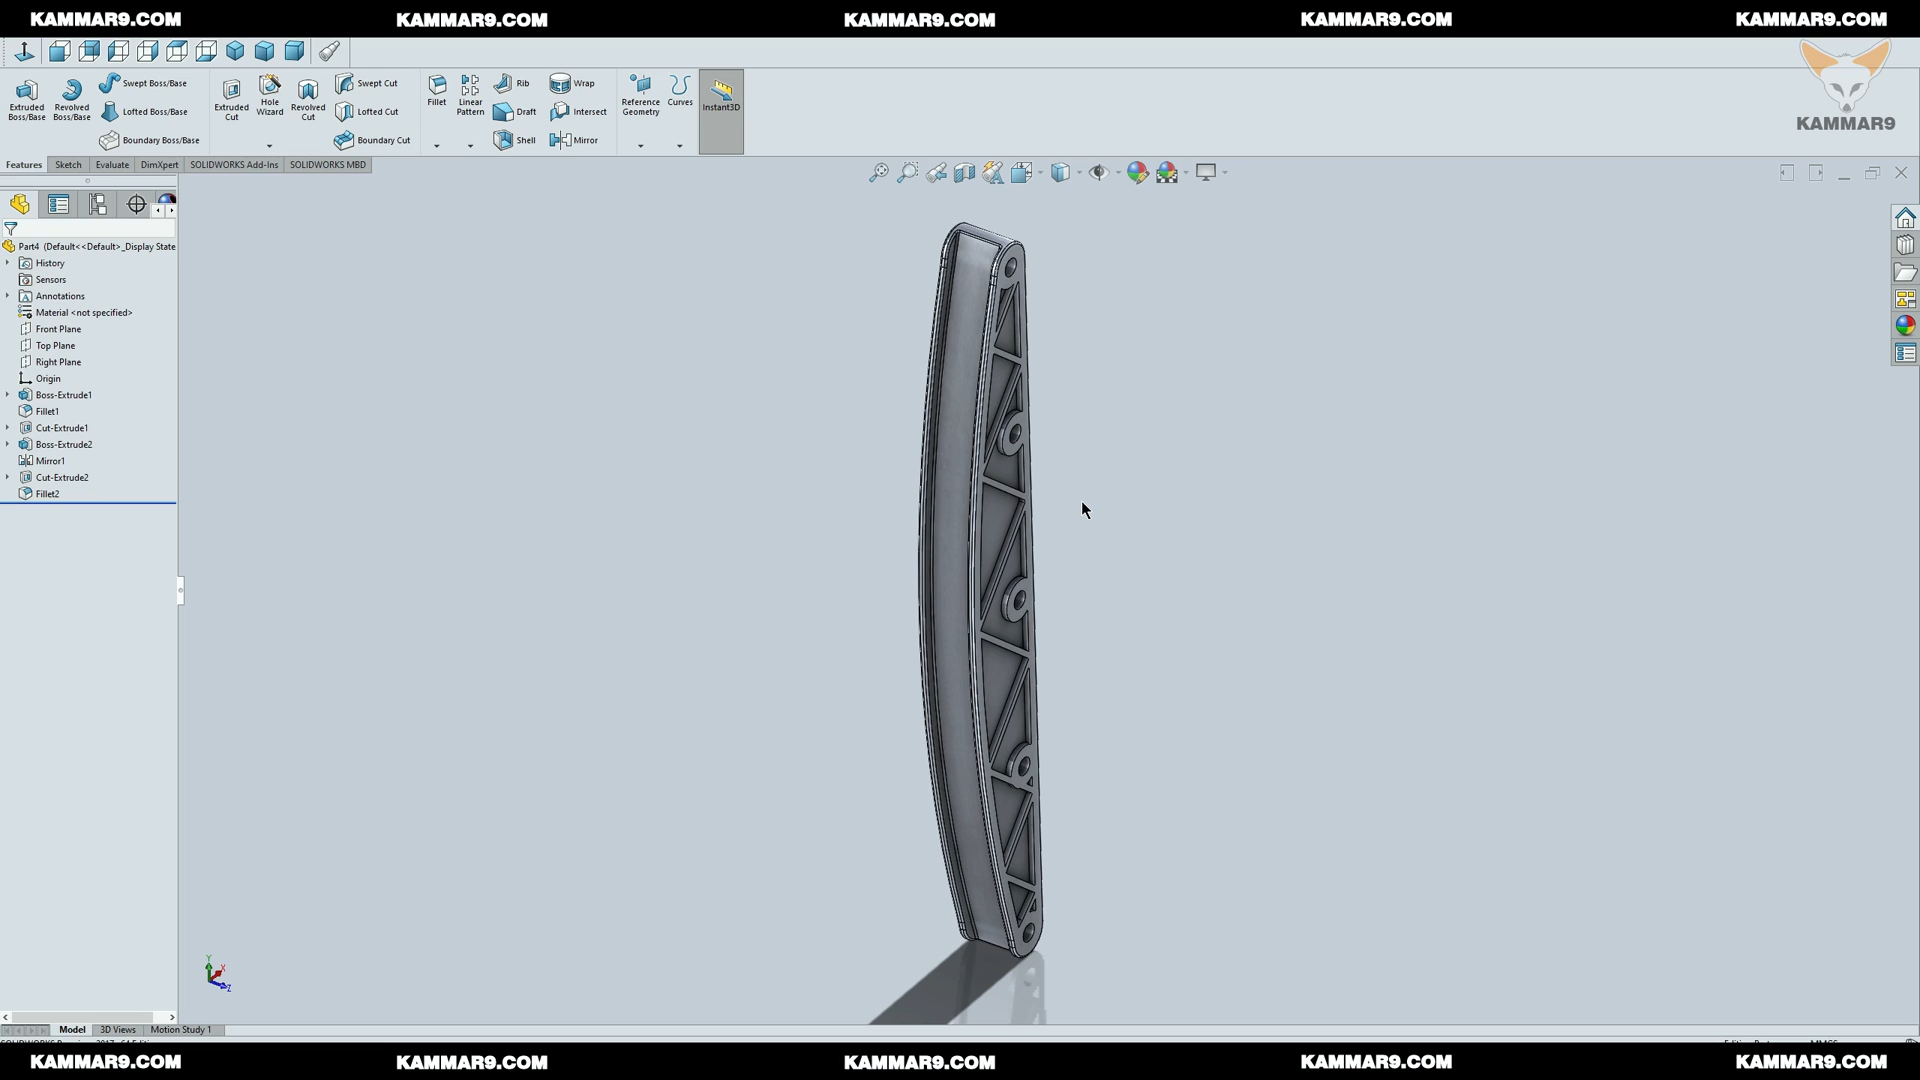 KAMMAR9.COM KAMMAR9.COM KAMMAR9.COM KAMMAR9.COM KAMMAR9.COM
Extruded Boss/Base
Revolved Boss/Base
Swept Boss/Base
Lofted Boss/Base
Boundary Boss/Base
Extruded Cut
Hole Wizard
Revolved Cut
Swept Cut
Lofted Cut
Boundary Cut
Fillet
Linear Pattern
Rib
Draft
Shell
Wrap
Intersect
Mirror
Reference Geometry
Curves
Instant3D
KAMMAR9
Features Sketch Evaluate DimXpert SOLIDWORKS Add-Ins SOLIDWORKS MBD
Part4 (Default<<Default>_Display State
History
Sensors
Annotations
Material <not specified>
Front Plane
Top Plane
Right Plane
Origin
Boss-Extrude1
Fillet1
Cut-Extrude1
Boss-Extrude2
Mirror1
Cut-Extrude2
Fillet2
Y
X
Z
Model 3D Views Motion Study 1
KAMMAR9.COM KAMMAR9.COM KAMMAR9.COM KAMMAR9.COM KAMMAR9.COM